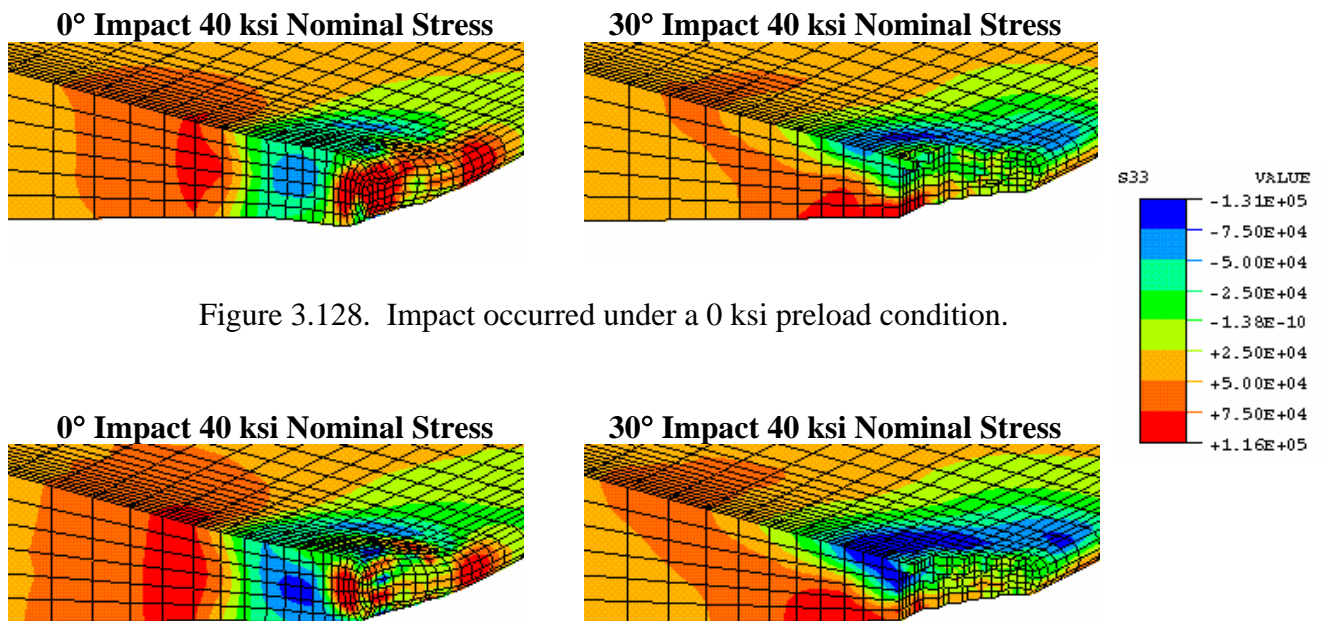 0° Impact 40 ksi Nominal Stress
30° Impact 40 ksi Nominal Stress
S33 VALUE
-1.31E+05
-7.50E+04
-5.00E+04
-2.50E+04
-1.38E-10
+2.50E+04
+5.00E+04
+7.50E+04
+1.16E+05
Figure 3.128. Impact occurred under a 0 ksi preload condition.
0° Impact 40 ksi Nominal Stress
30° Impact 40 ksi Nominal Stress